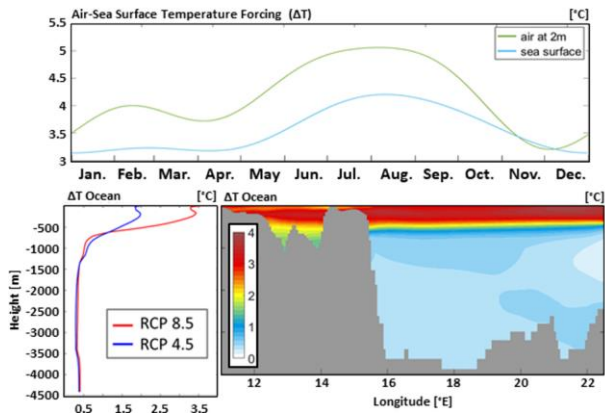 Air-Sea Surface Temperature Forcing (ΔT) [°C]
5.5
5
4.5
4
3.5
3
air at 2m
sea surface
Jan. Feb. Mar. Apr. May Jun. Jul. Aug. Sep. Oct. Nov. Dec.
ΔT Ocean [°C]
Height [m]
-500
-1000
-1500
-2000
-2500
-3000
-3500
-4000
-4500
RCP 8.5
RCP 4.5
0.5 1.5 2.5 3.5
ΔT Ocean [°C]
4
3
2
1
0
12 14 16 18 20 22
Longitude [°E]